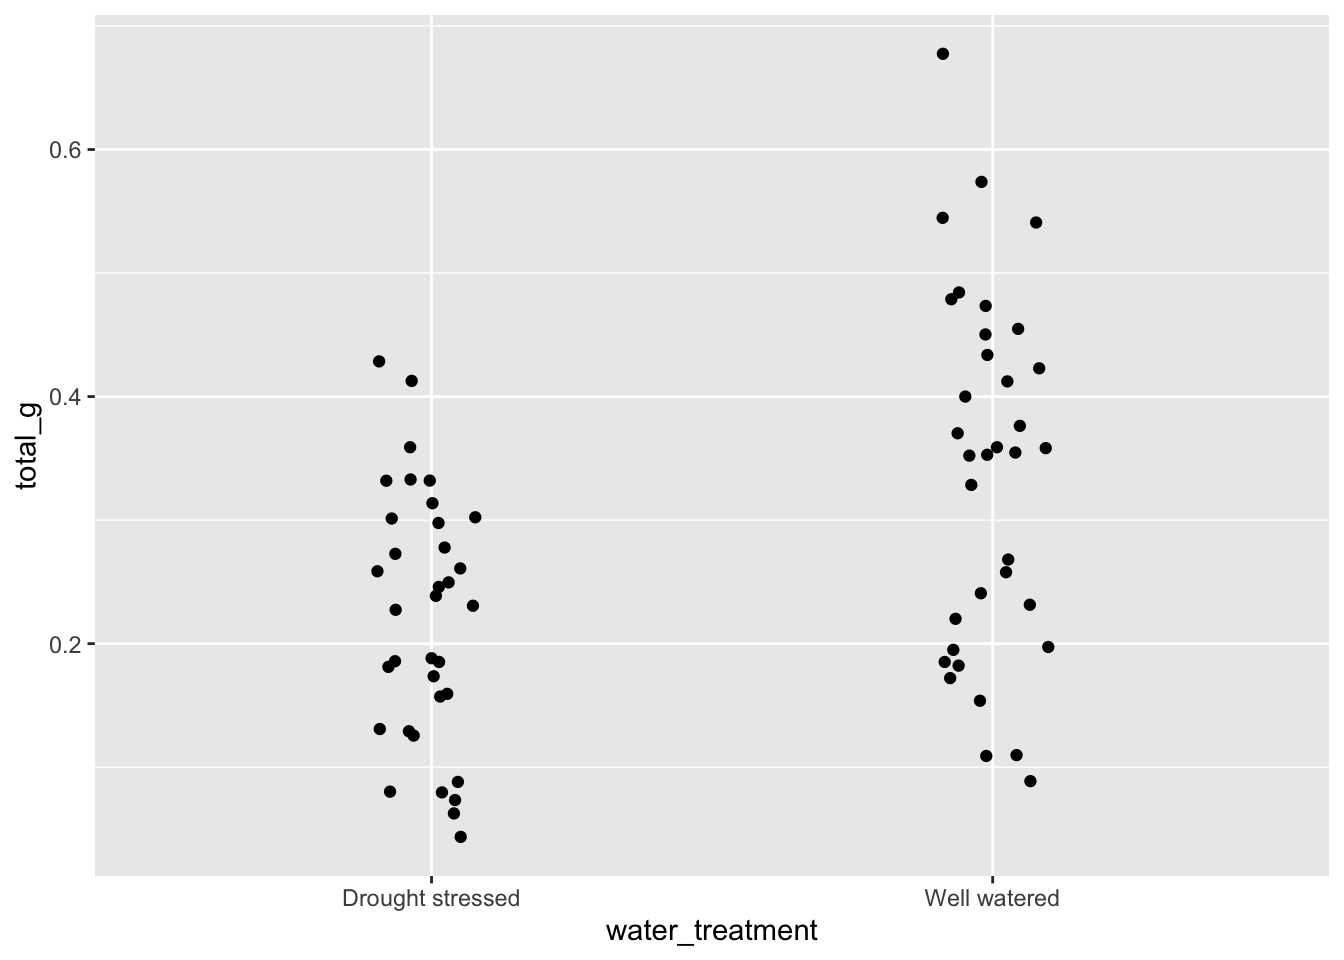 total_g
0.6
0.4
0.2
Drought stressed
Well watered
water_treatment